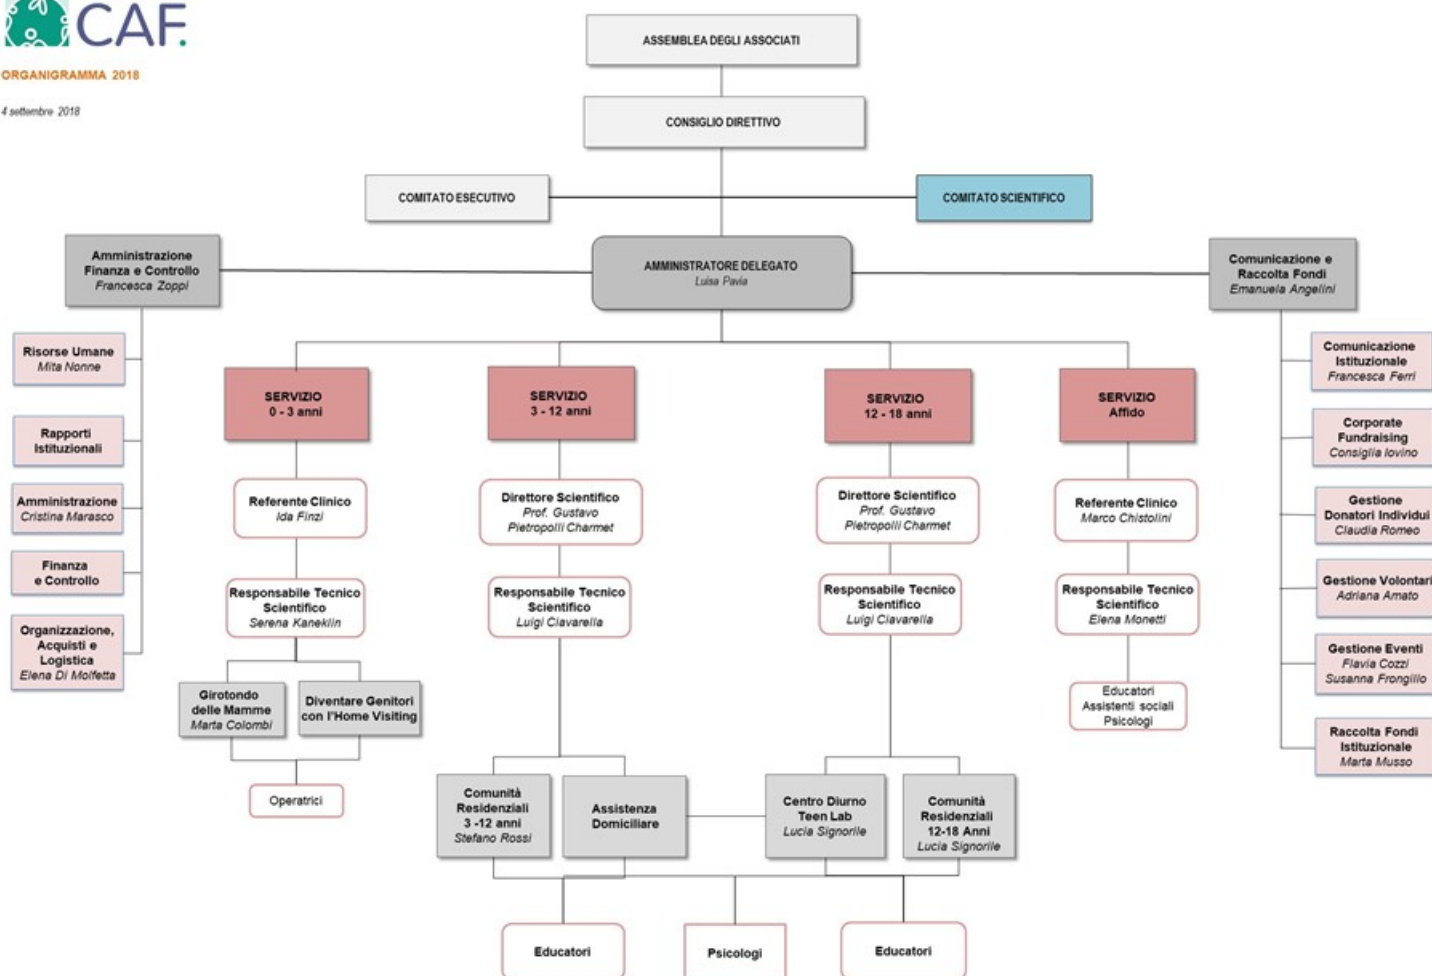 CAF.
ORGANIGRAMMA 2018
4 settembre 2018
ASSEMBLEA DEGLI ASSOCIATI
CONSIGLIO DIRETTIVO
COMITATO ESECUTIVO
COMITATO SCIENTIFICO
Amministrazione
Finanza e Controllo
Francesca Zoppi
AMMINISTRATORE DELEGATO
Luisa Pavia
Comunicazione e
Raccolta Fondi
Emanuela Angelini
Risorse Umane
Mita Nonne
Rapporti
Istituzionali
Amministrazione
Cristina Marasco
Finanza
e Controllo
Organizzazione,
Acquisti e
Logistica
Elena Di Molfetta
SERVIZIO
0 - 3 anni
Referente Clinico
Ida Finzi
Responsabile Tecnico
Scientifico
Serena Kaneklin
Girotondo
delle Mamme
Marta Colombi
Diventare Genitori
con l'Home Visiting
Operatrici
SERVIZIO
3 - 12 anni
Direttore Scientifico
Prof. Gustavo
Pietropolli Charmet
Responsabile Tecnico
Scientifico
Luigi Ciavarella
Comunità
Residenziali
3 -12 anni
Stefano Rossi
Assistenza
Domiciliare
SERVIZIO
12 - 18 anni
Direttore Scientifico
Prof. Gustavo
Pietropolli Charmet
Responsabile Tecnico
Scientifico
Luigi Ciavarella
Centro Diurno
Teen Lab
Lucia Signorile
Comunità
Residenziali
12-18 Anni
Lucia Signorile
Educatori
Psicologi
Educatori
SERVIZIO
Affido
Referente Clinico
Marco Chistolini
Responsabile Tecnico
Scientifico
Elena Monetti
Educatori
Assistenti sociali
Psicologi
Comunicazione
Istituzionale
Francesca Ferri
Corporate
Fundraising
Consiglia Iovino
Gestione
Donatori Individui
Claudia Romeo
Gestione Volontari
Adriana Amato
Gestione Eventi
Flavia Cozzi
Susanna Frongillo
Raccolta Fondi
Istituzionale
Marta Musso